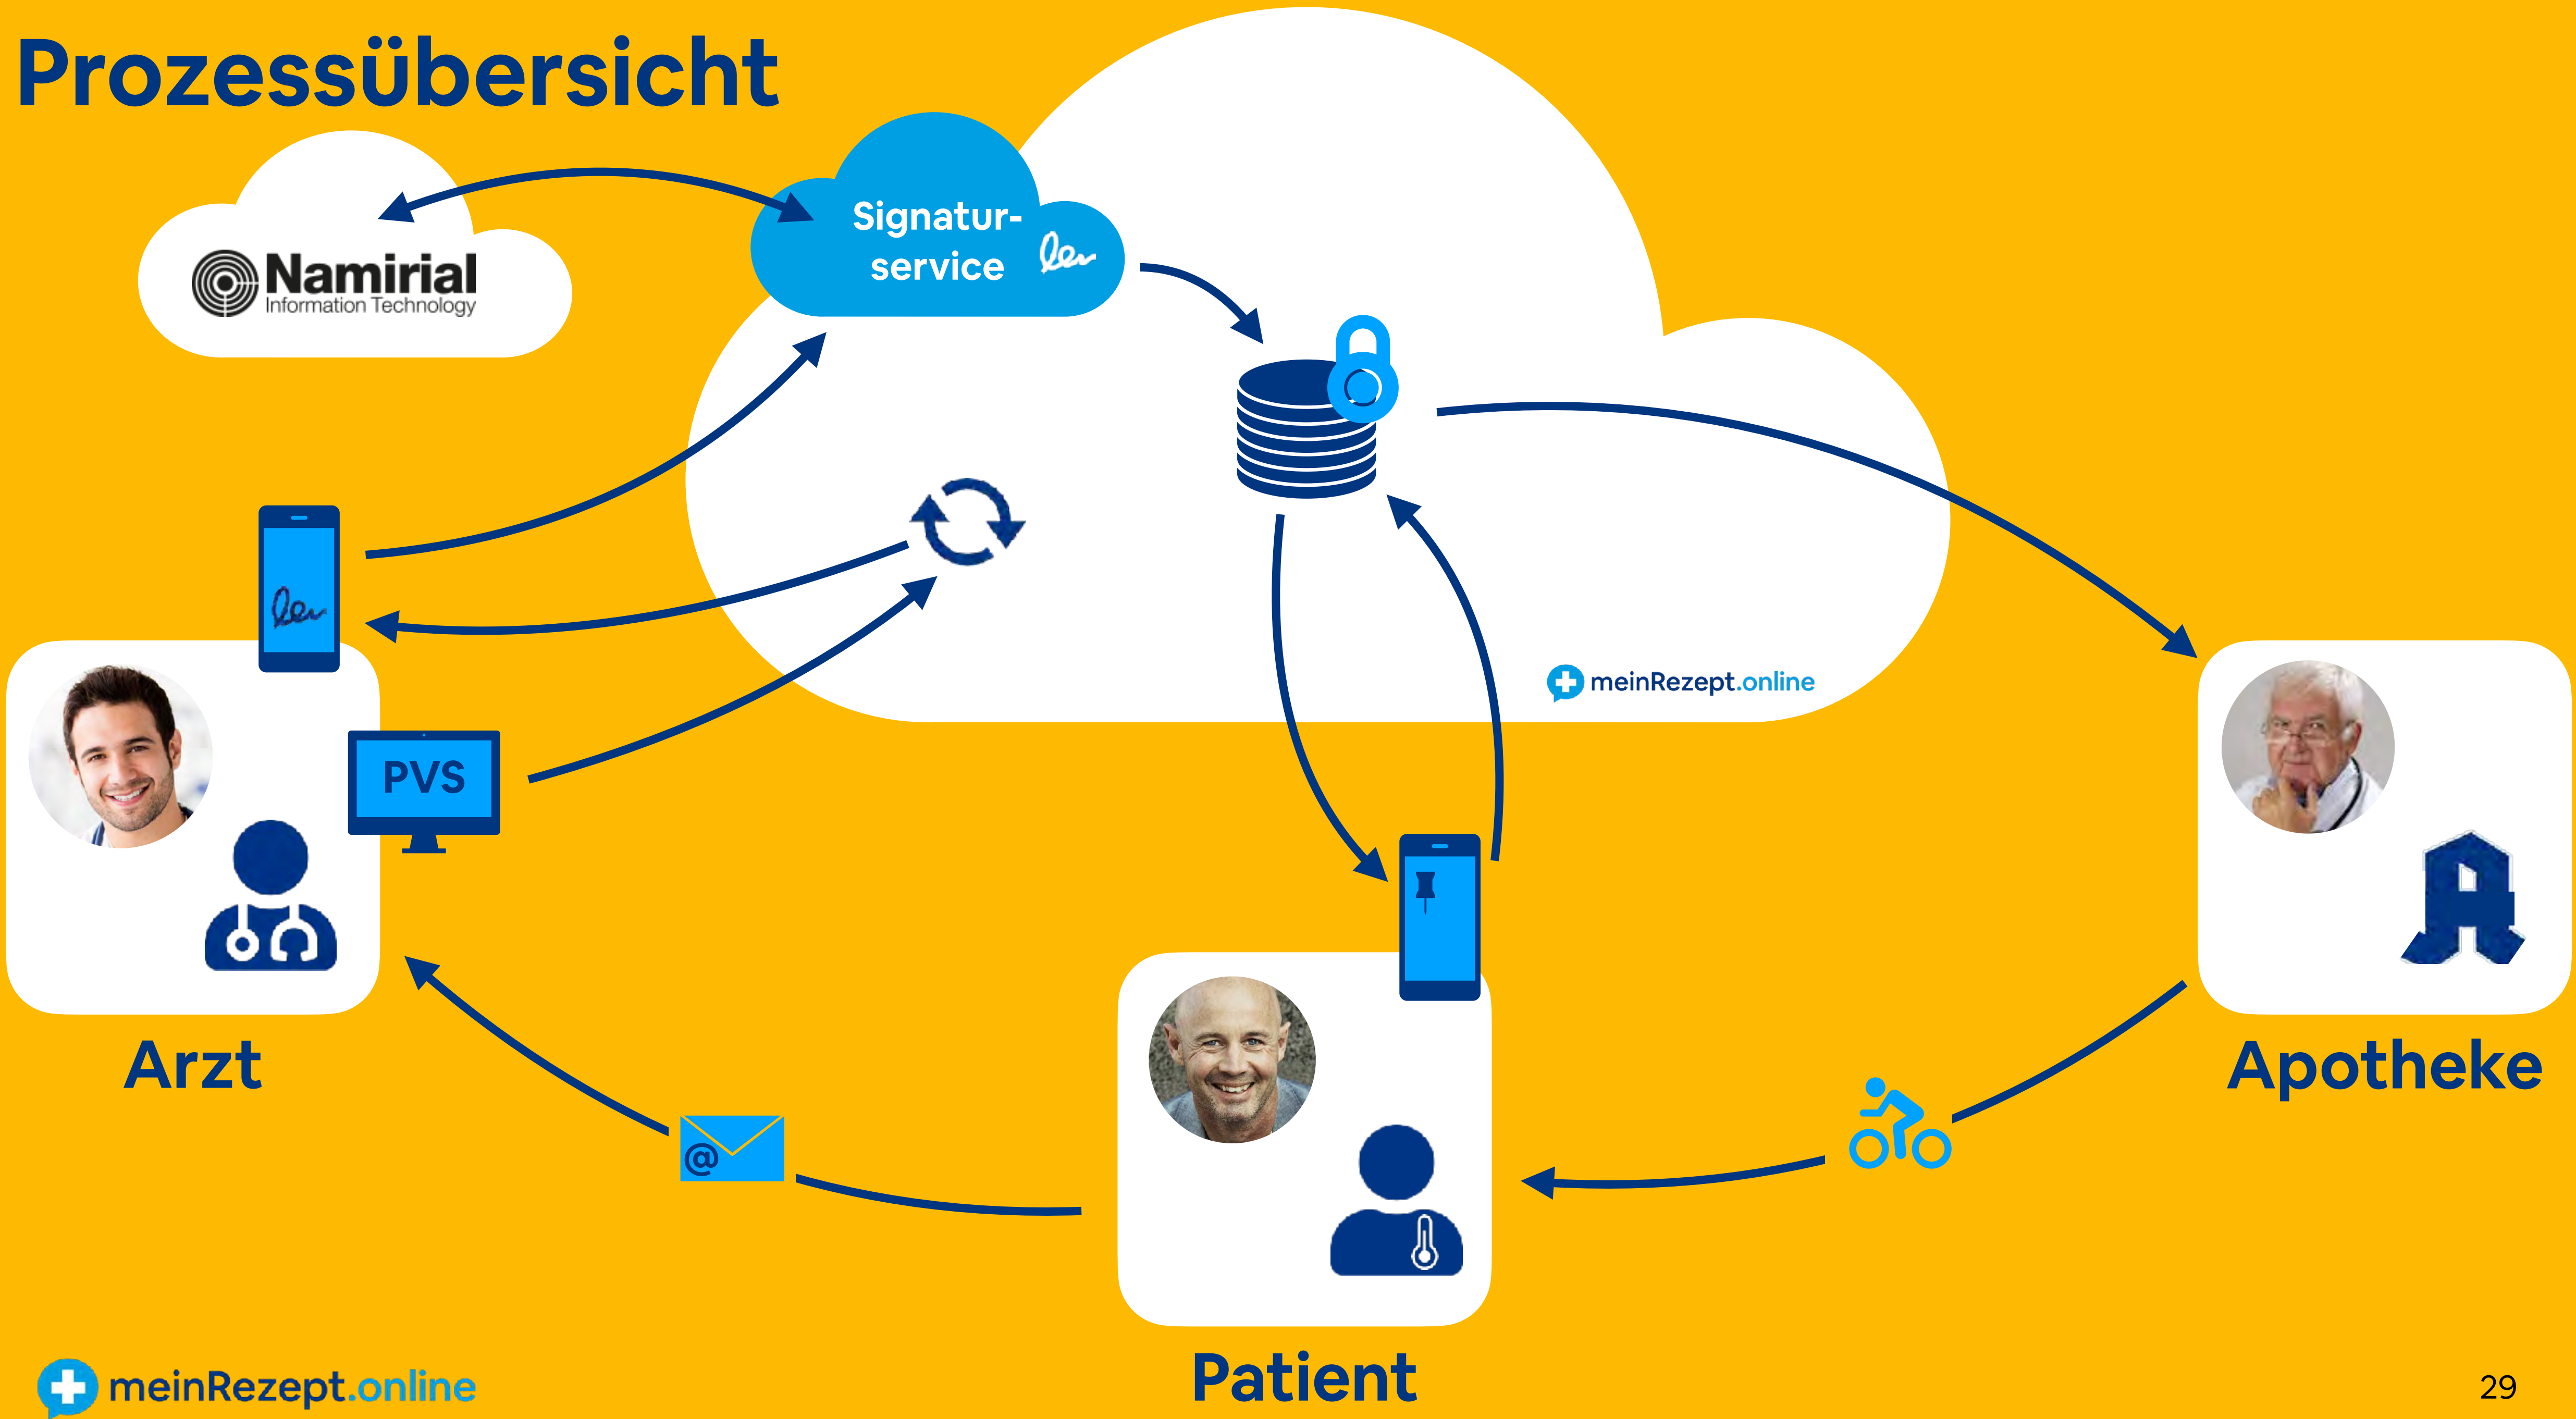 Prozessübersicht
Signatur-
service
Namirial
Information Technology
meinRezept.online
PVS
Arzt
Apotheke
@
Patient
meinRezept.online
29